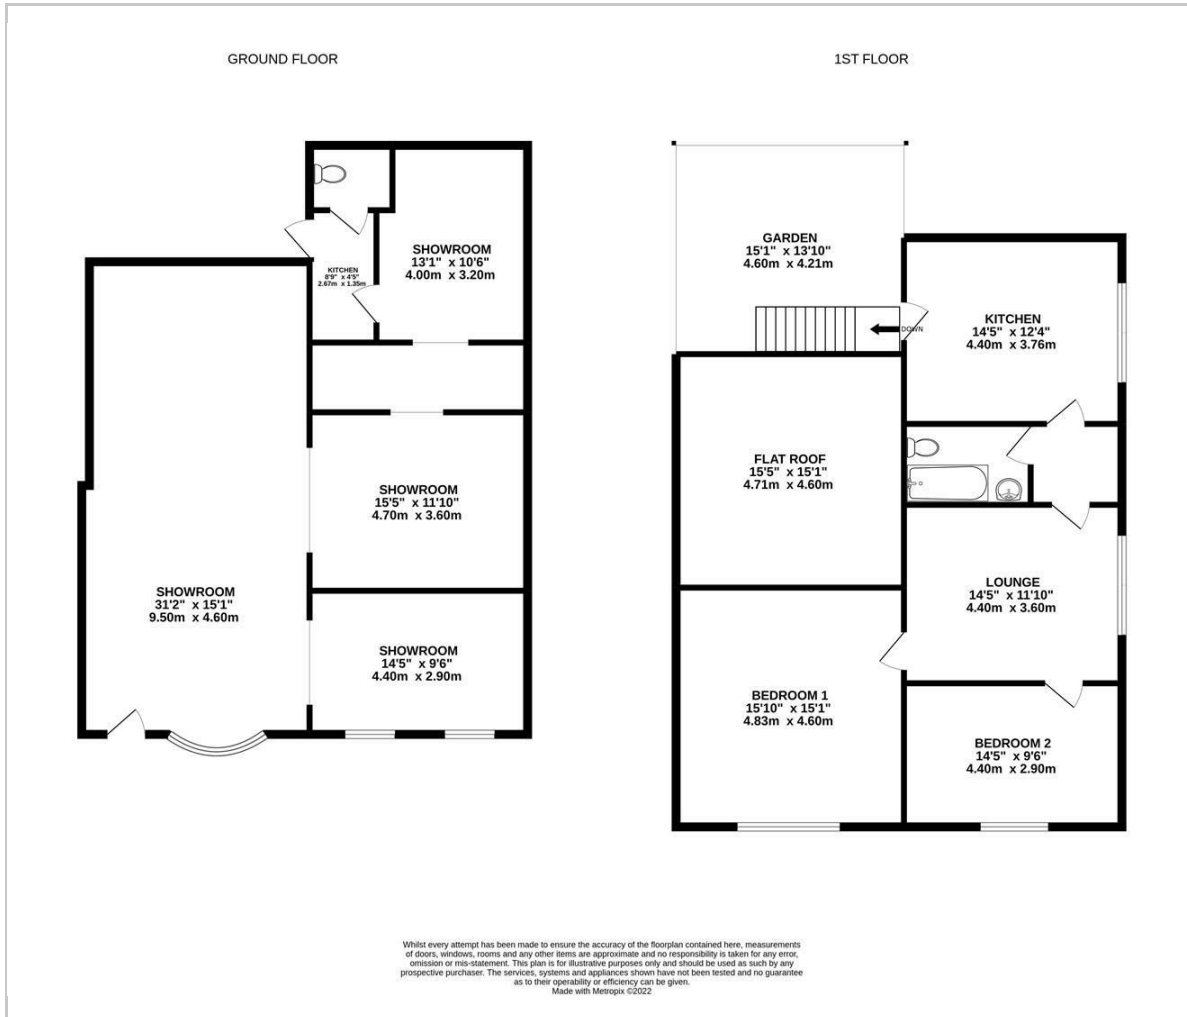 GROUND FLOOR
SHOWROOM
13'1" x 10'6"
4.00m x 3.20m
KITCHEN
8'9" x 4'5"
2.67m x 1.35m
SHOWROOM
15'5" x 11'10"
4.70m x 3.60m
SHOWROOM
31'2" x 15'1"
9.50m x 4.60m
SHOWROOM
14'5" x 9'6"
4.40m x 2.90m
1ST FLOOR
GARDEN
15'1" x 13'10"
4.60m x 4.21m
KITCHEN
14'5" x 12'4"
4.40m x 3.76m
DOWN
FLAT ROOF
15'5" x 15'1"
4.71m x 4.60m
LOUNGE
14'5" x 11'10"
4.40m x 3.60m
BEDROOM 1
15'10" x 15'1"
4.83m x 4.60m
BEDROOM 2
14'5" x 9'6"
4.40m x 2.90m
Whilst every attempt has been made to ensure the accuracy of the floorplan contained here, measurements
of doors, windows, rooms and any other items are approximate and no responsibility is taken for any error,
omission or mis-statement. This plan is for illustrative purposes only and should be used as such by any
prospective purchaser. The services, systems and appliances shown have not been tested and no guarantee
as to their operability or efficiency can be given.
Made with Metropix ©2022